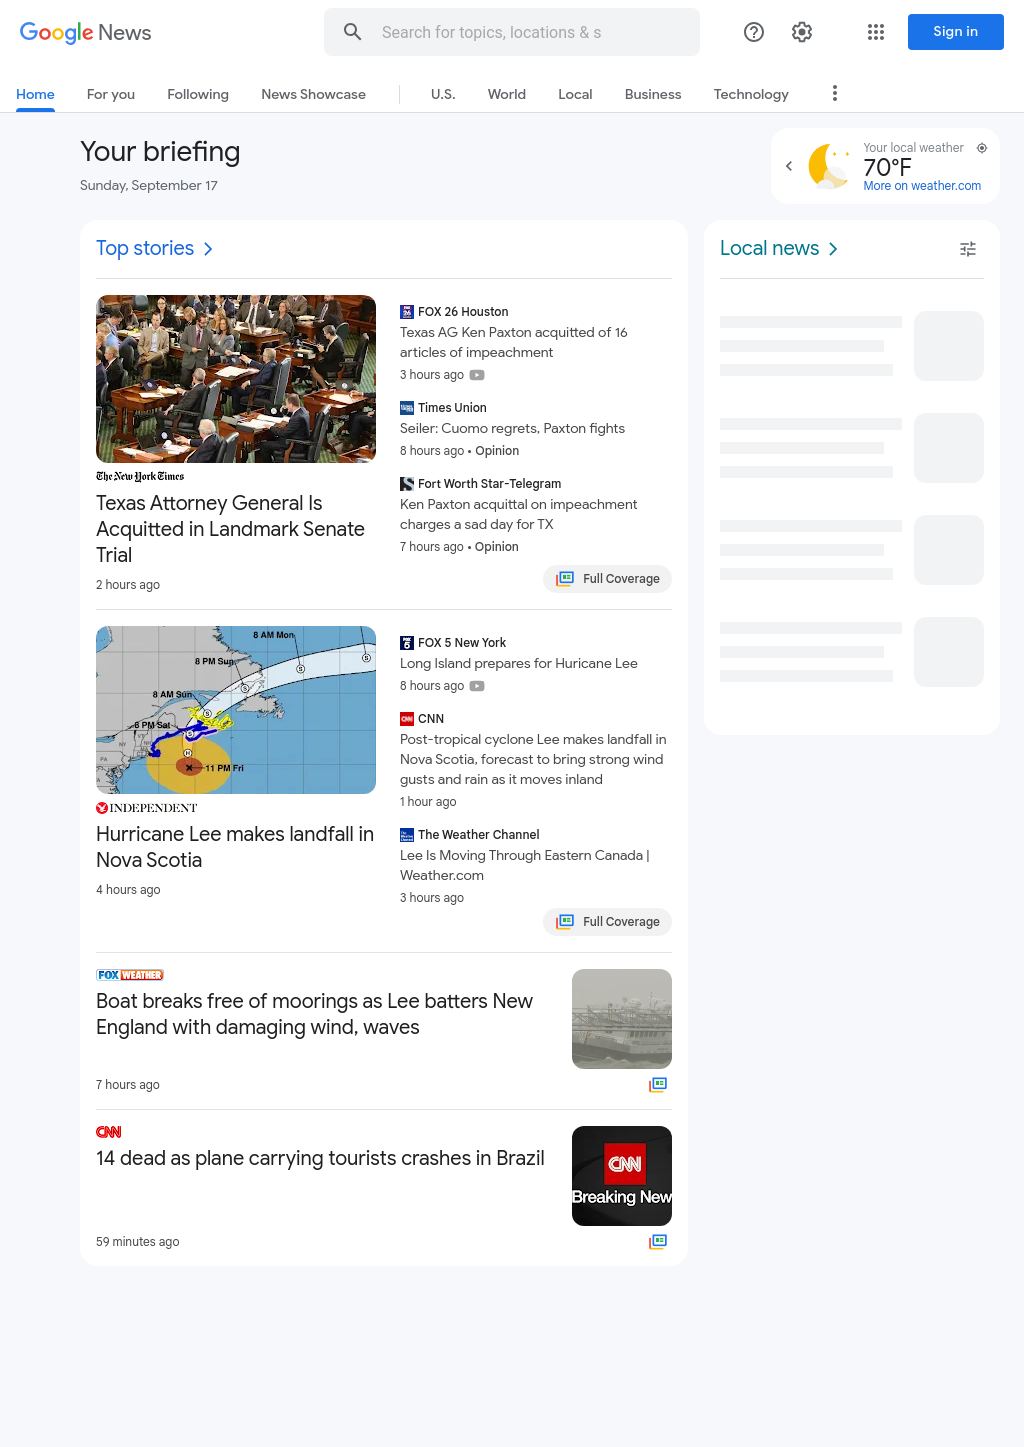 Google News
Search for topics, locations & s
Sign in
Home
For you
Following
News Showcase
U.S.
World
Local
Business
Technology
Your briefing
Sunday, September 17
Your local weather
70°F
More on weather.com
Top stories
The New York Times
Texas Attorney General Is
Acquitted in Landmark Senate
Trial
2 hours ago
FOX 26 Houston
Texas AG Ken Paxton acquitted of 16
articles of impeachment
3 hours ago
Times Union
Seiler: Cuomo regrets, Paxton fights
8 hours ago • Opinion
Fort Worth Star-Telegram
Ken Paxton acquittal on impeachment
charges a sad day for TX
7 hours ago • Opinion
Full Coverage
8 AM Mon
8 PM Sun
8 AM Sun
8 PM Sat
11 PM Fri
NY
VT
PA
S
S
S
S
S
H
INDEPENDENT
Hurricane Lee makes landfall in
Nova Scotia
4 hours ago
FOX 5 New York
Long Island prepares for Huricane Lee
8 hours ago
CNN
Post-tropical cyclone Lee makes landfall in
Nova Scotia, forecast to bring strong wind
gusts and rain as it moves inland
1 hour ago
The Weather Channel
Lee Is Moving Through Eastern Canada |
Weather.com
3 hours ago
Full Coverage
FOX WEATHER
Boat breaks free of moorings as Lee batters New
England with damaging wind, waves
7 hours ago
CNN
14 dead as plane carrying tourists crashes in Brazil
59 minutes ago
CNN
Breaking New
Local news